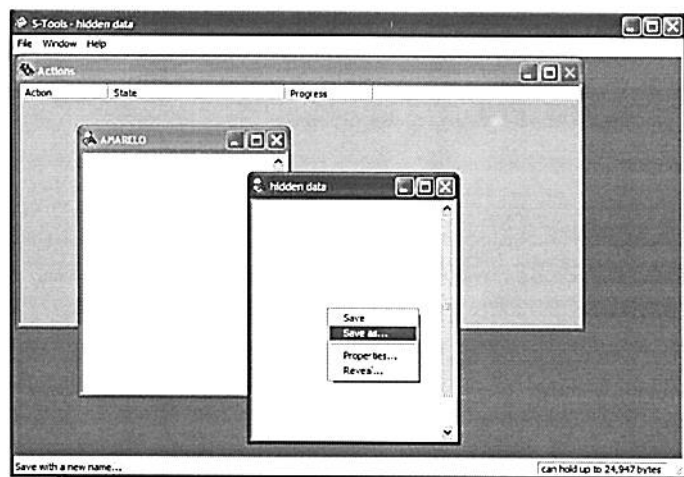 S-Tools - hidden data
File Window Help
Actions
Action State Progress
AMARELO
hidden data
Save
Save as...
Properties...
Reveal...
Save with a new name...
can hold up to 24,947 bytes